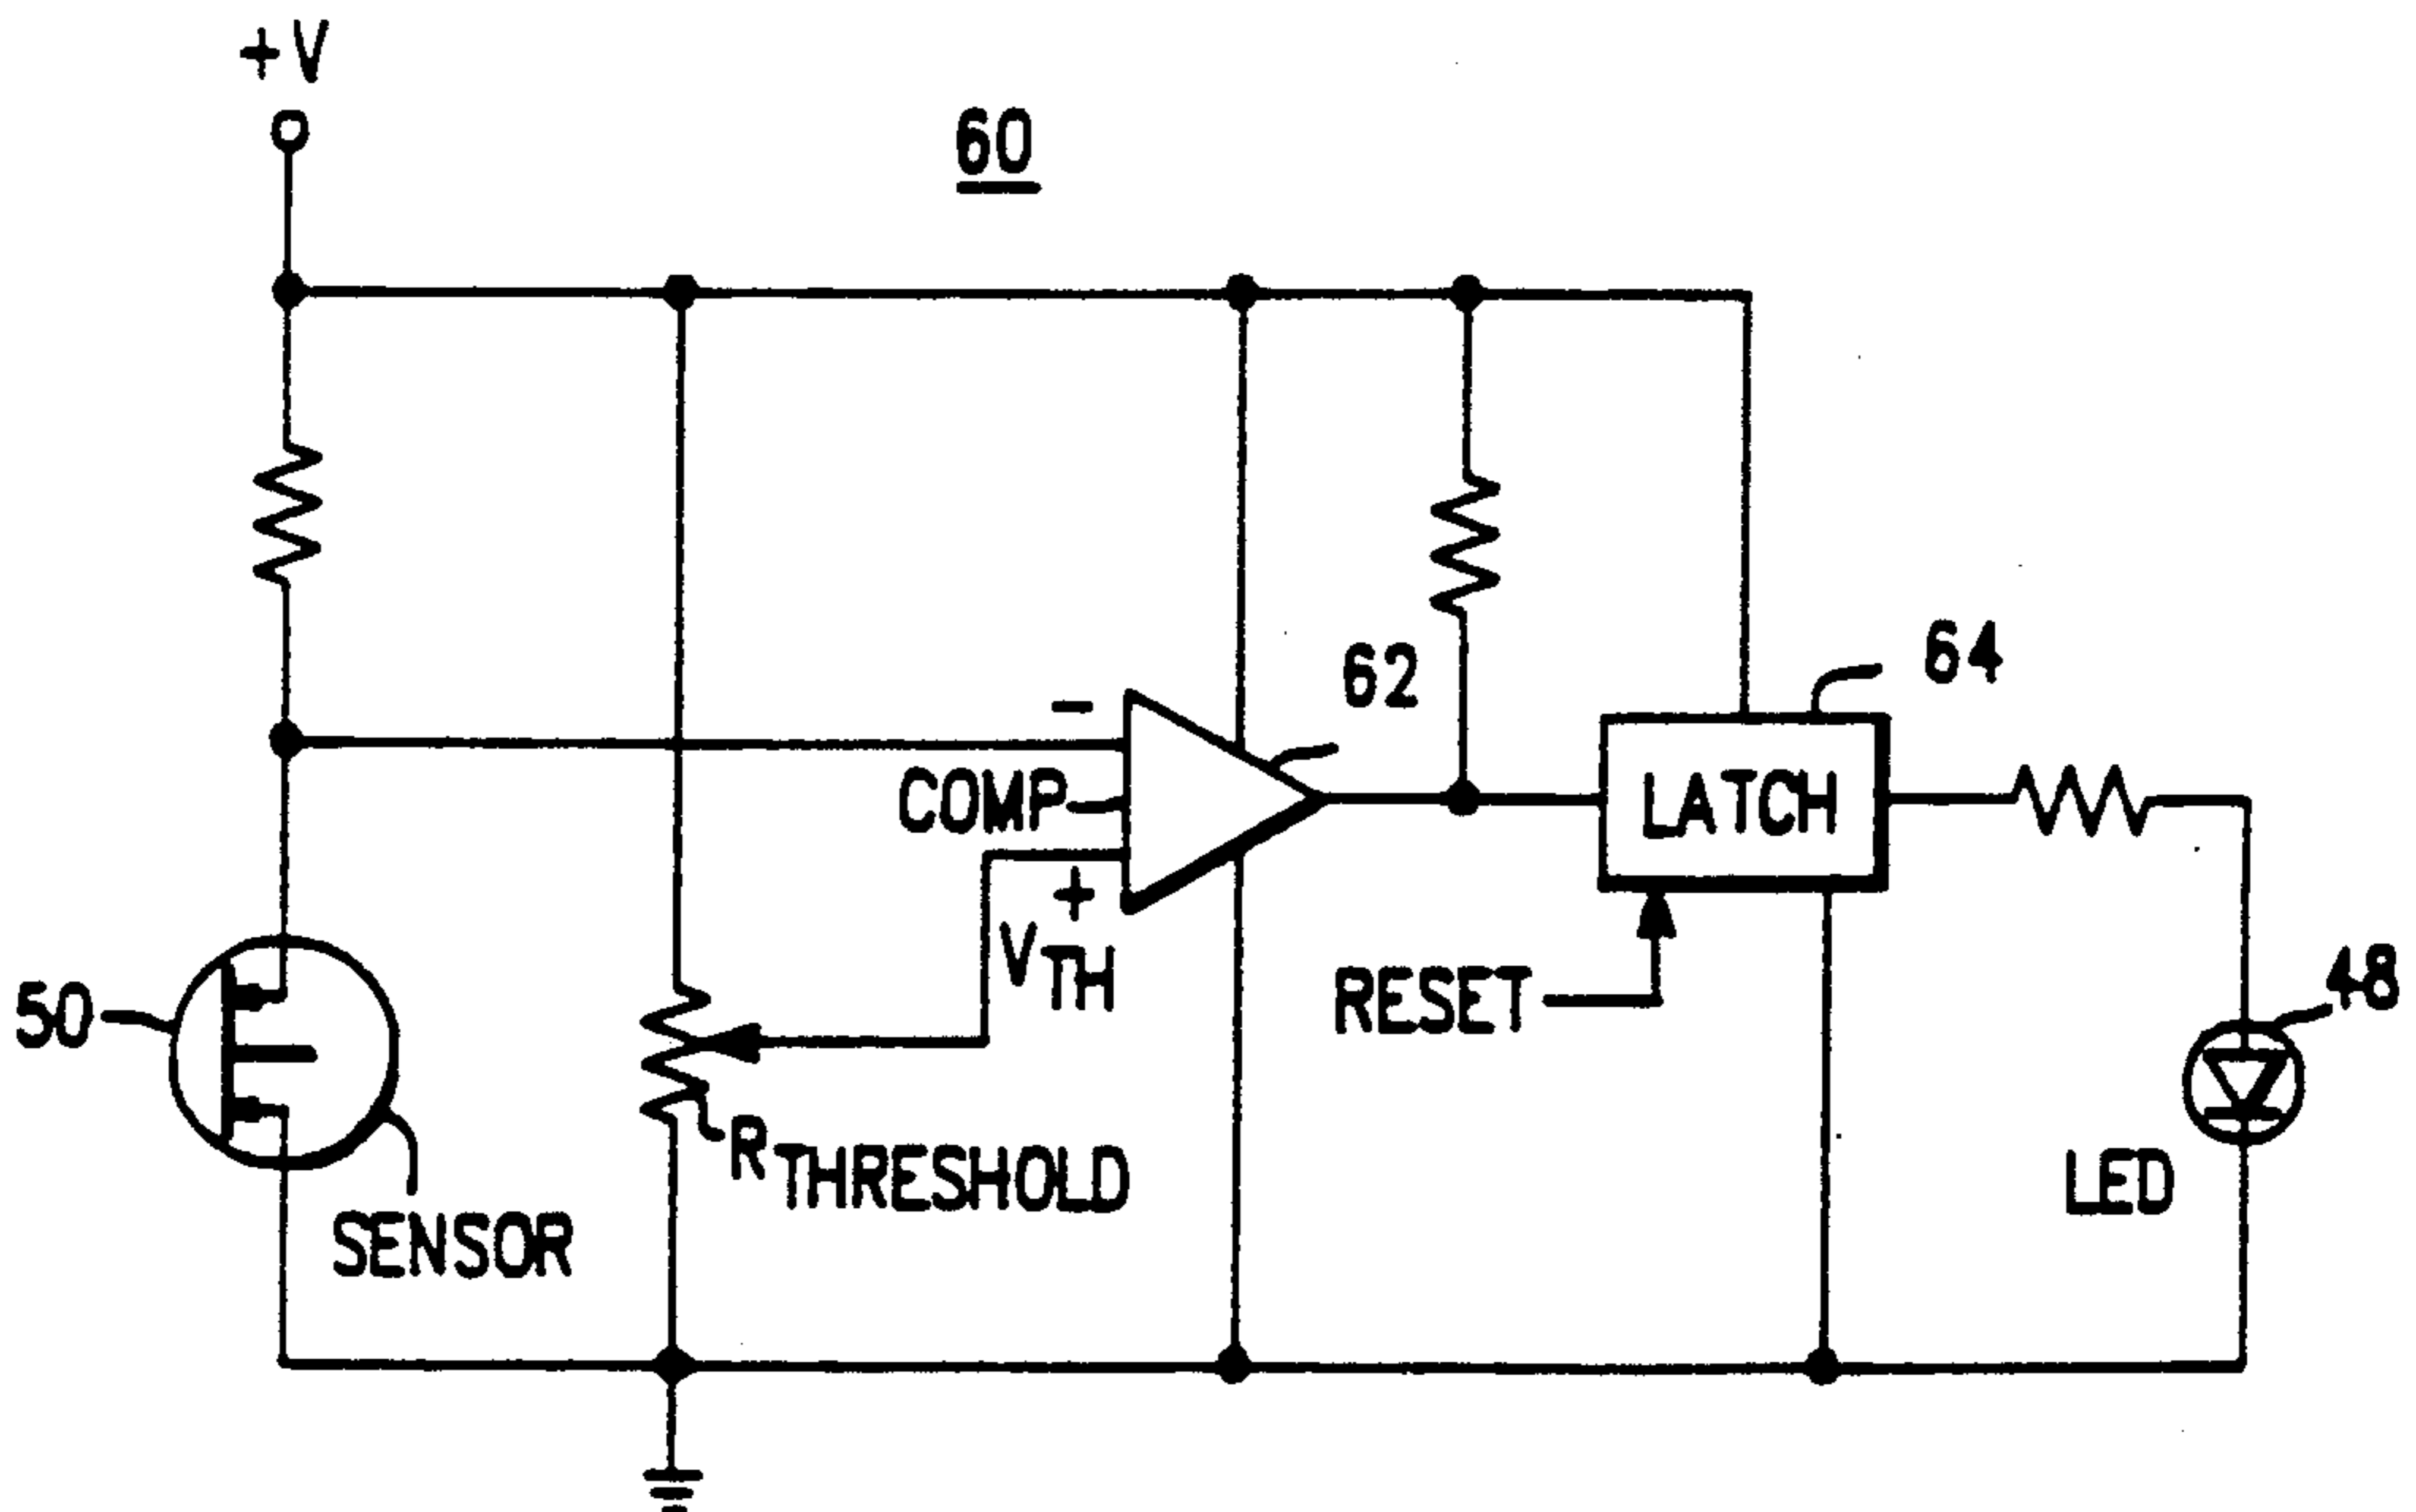 +V
60
62
64
-
COMP
LATCH
+
VTH
RESET
50
48
RTHRESHOLD
LED
SENSOR